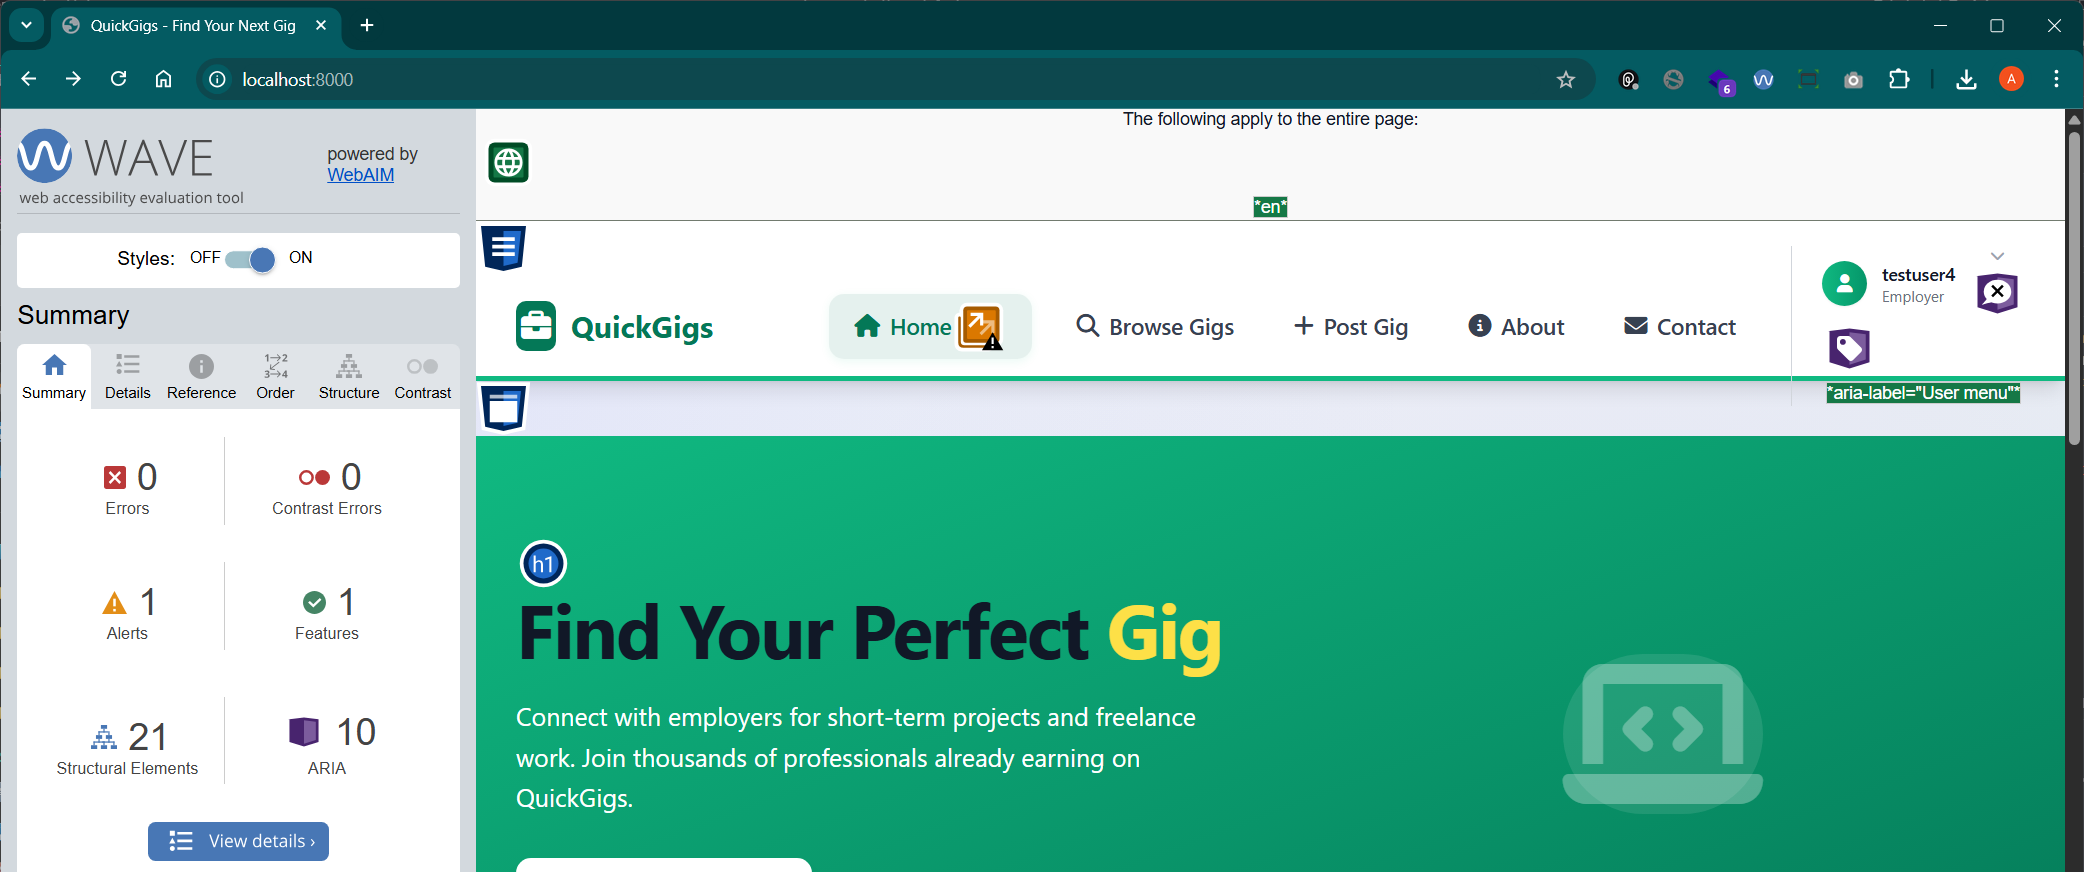 QuickGigs - Find Your Next Gig
localhost:8000
6
A
WAVE
web accessibility evaluation tool
powered by
WebAIM
Styles: OFF ON
Summary
Summary
Details
Reference
1→2
3→4
Order
Structure
Contrast
0
Errors
0
Contrast Errors
1
Alerts
1
Features
21
Structural Elements
10
ARIA
View details ›
The following apply to the entire page:
*en*
QuickGigs
Home
Browse Gigs
Post Gig
About
Contact
testuser4
Employer
*aria-label="User menu"*
h1
Find Your Perfect Gig
Connect with employers for short-term projects and freelance
work. Join thousands of professionals already earning on
QuickGigs.